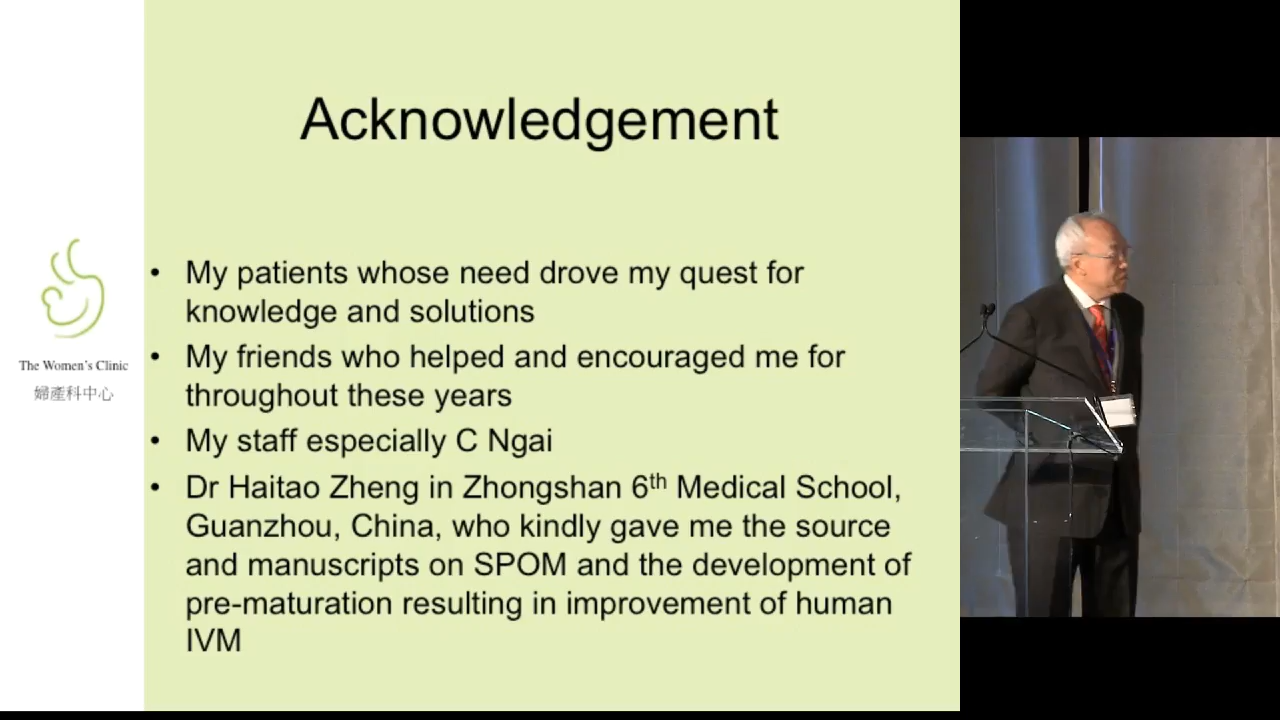 Acknowledgement
• My patients whose need drove my quest for
knowledge and solutions
• My friends who helped and encouraged me for
throughout these years
• My staff especially C Ngai
• Dr Haitao Zheng in Zhongshan 6th Medical School,
Guanzhou, China, who kindly gave me the source
and manuscripts on SPOM and the development of
pre-maturation resulting in improvement of human
IVM
The Women's Clinic
婦產科中心